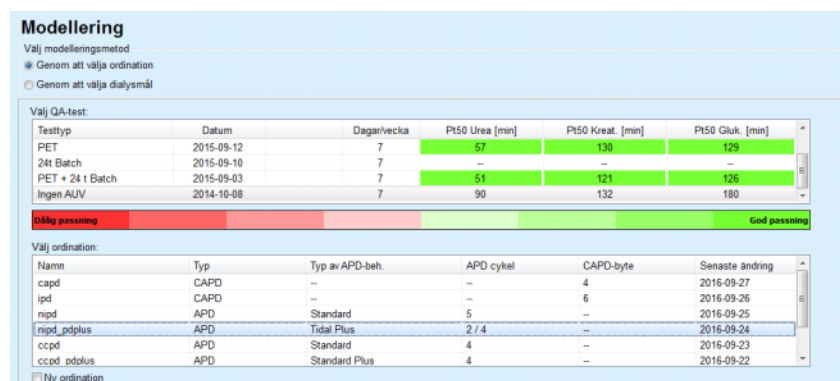 Modellering
Välj modelleringsmetod
Genom att välja ordination
Genom att välja dialysmål
Välj QA-test:
Testtyp Datum Dagar/vecka Pt50 Urea [min] Pt50 Kreat. [min] Pt50 Gluk. [min]
PET 2015-09-12 7 57 130 129
24t Batch 2015-09-10 7 -- -- --
PET + 24 t Batch 2015-09-03 7 51 121 126
Ingen AUV 2014-10-08 7 90 132 180
Dålig passning God passning
Välj ordination:
Namn Typ Typ av APD-beh. APD cykel CAPD-byte Senaste ändring
capd CAPD -- -- 4 2016-09-27
ipd CAPD -- -- 6 2016-09-26
nipd APD Standard 5 -- 2016-09-25
nipd_pdplus APD Tidal Plus 2 / 4 -- 2016-09-24
ccpd APD Standard 4 -- 2016-09-23
ccpd_pdplus APD Standard Plus 4 -- 2016-09-22
Ny ordination